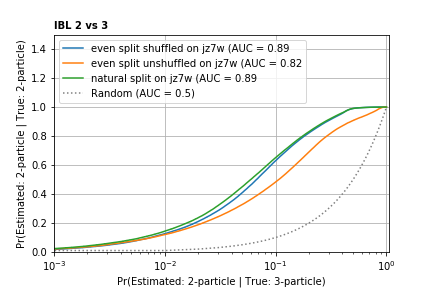 IBL 2 vs 3
Pr(Estimated: 2-particle | True: 2-particle)
1.4
1.2
1.0
0.8
0.6
0.4
0.2
0.0
even split shuffled on jz7w (AUC = 0.89
even split unshuffled on jz7w (AUC = 0.82
natural split on jz7w (AUC = 0.89
Random (AUC = 0.5)
10⁻³ 10⁻² 10⁻¹ 10⁰
Pr(Estimated: 2-particle | True: 3-particle)